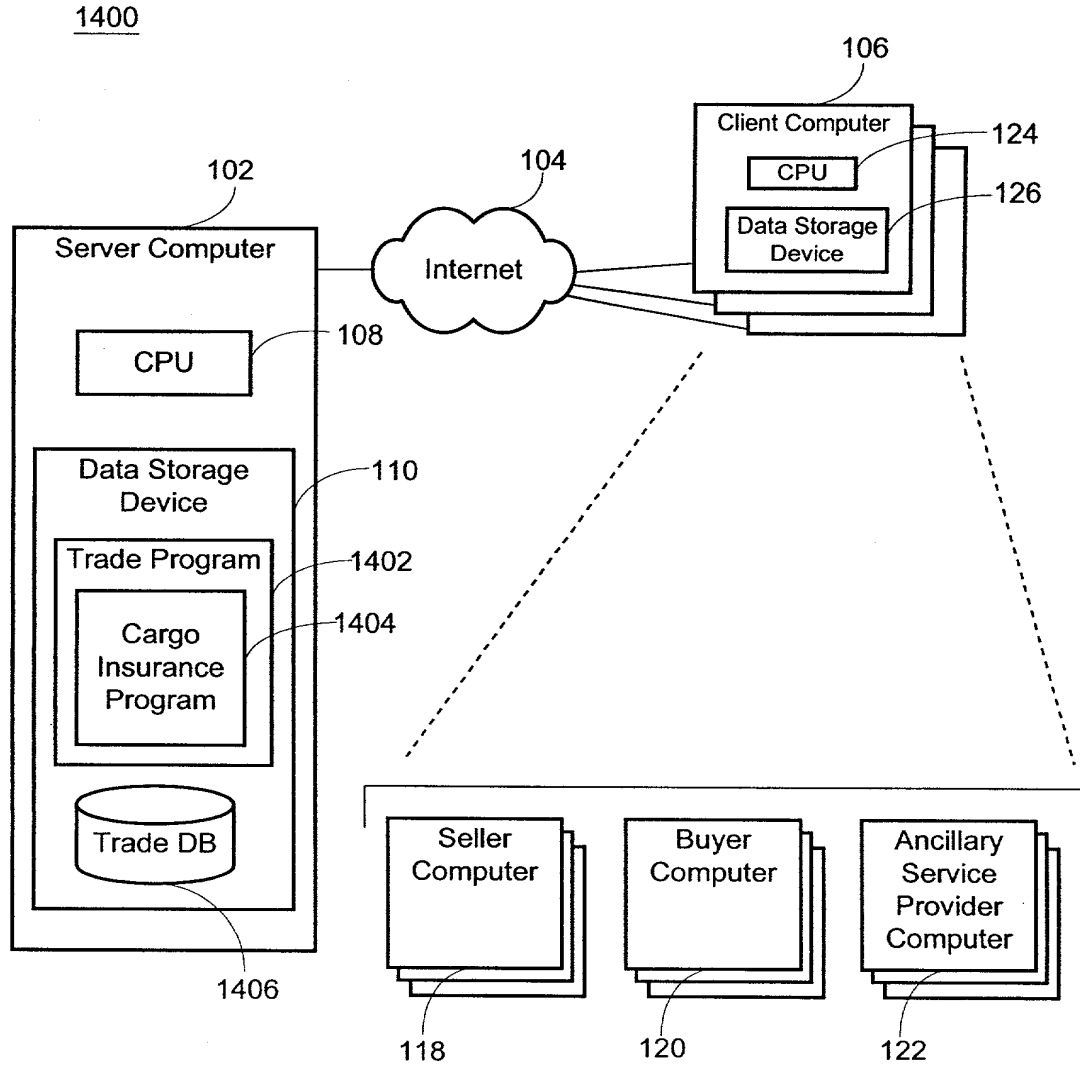 1400
106
Client Computer
124
CPU
126
Data Storage
Device
102
104
Server Computer
Internet
108
CPU
110
Data Storage
Device
Trade Program
1402
1404
Cargo
Insurance
Program
Trade DB
1406
Seller
Computer
118
Buyer
Computer
120
Ancillary
Service
Provider
Computer
122